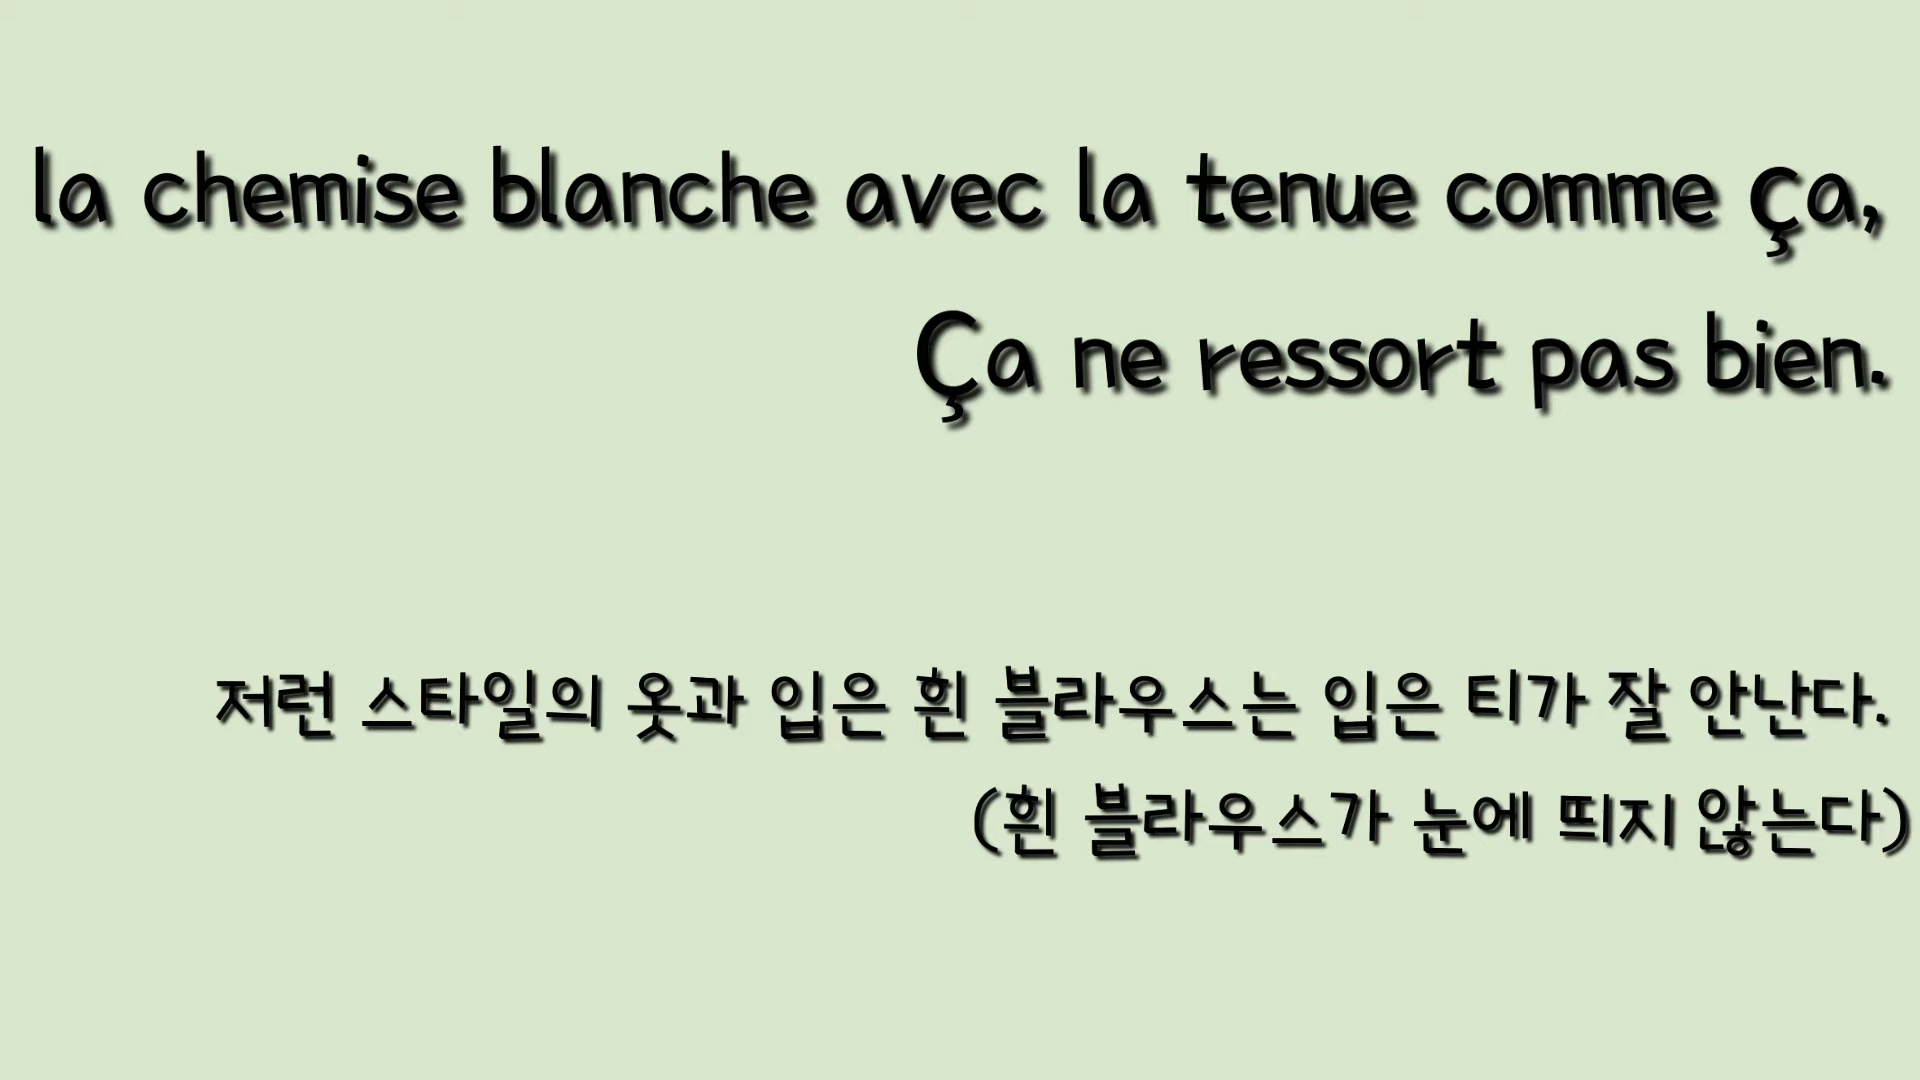 la chemise blanche avec la tenue comme ça,
Ça ne ressort pas bien.
저런 스타일의 옷과 입은 흰 블라우스는 입은 티가 잘 안난다.
(흰 블라우스가 눈에 띄지 않는다)